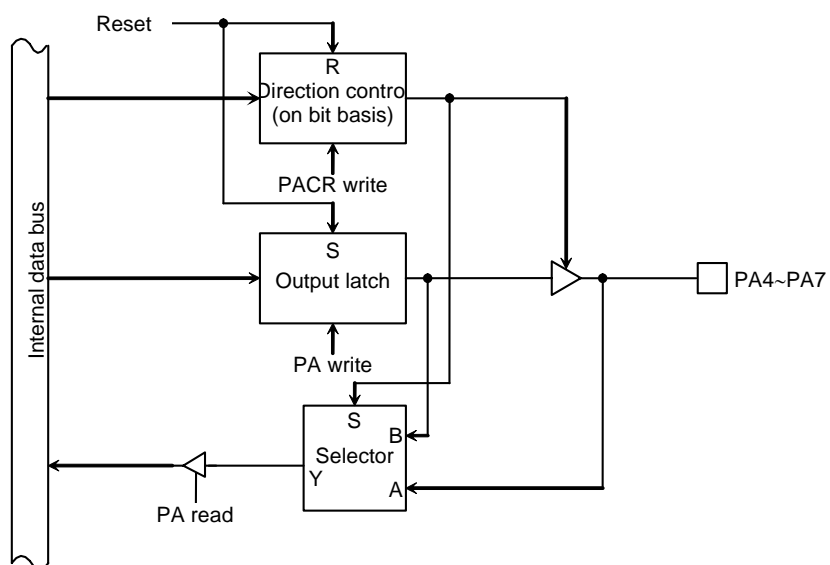 Reset
R
Direction contro
(on bit basis)
PACR write
Internal data bus
S
Output latch
PA4~PA7
PA write
S
B
Selector
Y
A
PA read